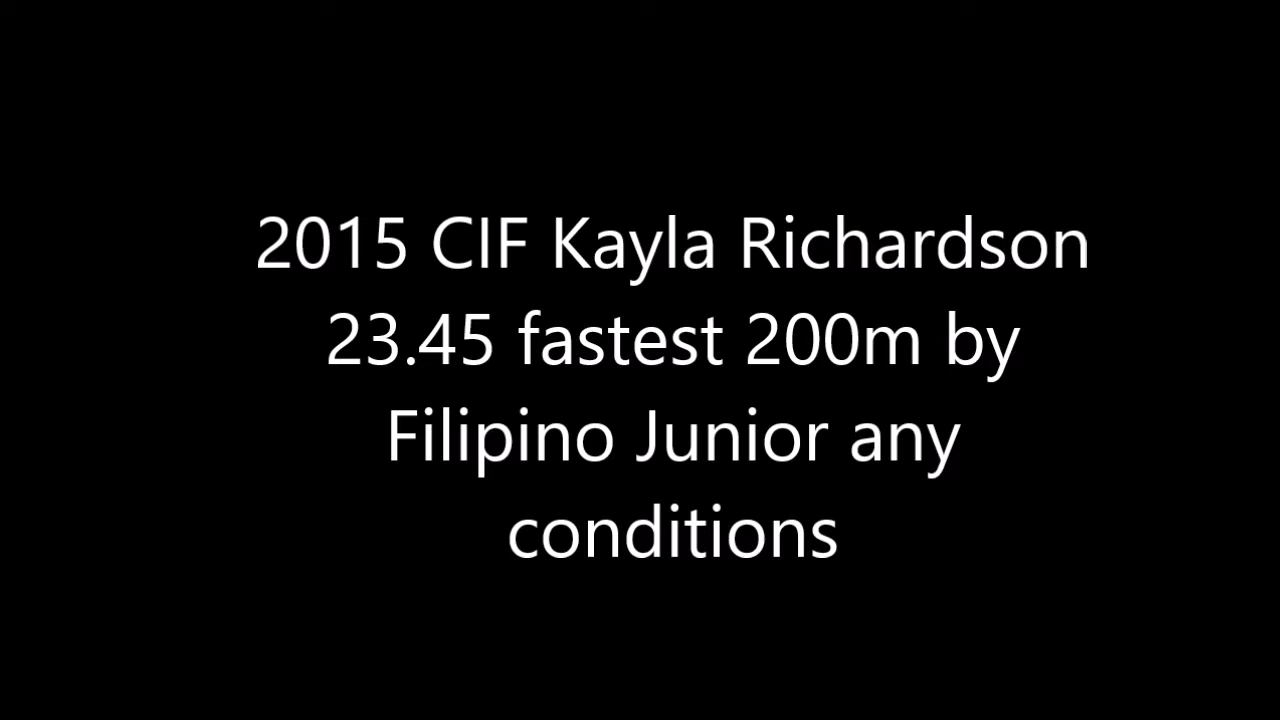 2015 CIF Kayla Richardson
23.45 fastest 200m by
Filipino Junior any
conditions